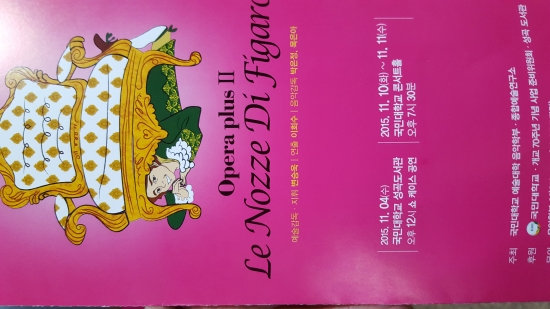 Opera plus II
Le Nozze Di Figaro
예술감독 · 지휘 변승욱 | 연출 이회수 | 음악감독 박은정, 목은아
2015. 11. 04(수)
국민대학교 성곡도서관
오후 12시 쇼 케이스 공연
2015. 11. 10(화) ~ 11. 11(수)
국민대학교 콘서트홀
오후 7시 30분
주최 국민대학교 예술대학 음악학부 · 종합예술연구소
후원 국민대학교 · 개교 70주년 기념 사업 준비위원회 · 성곡 도서관